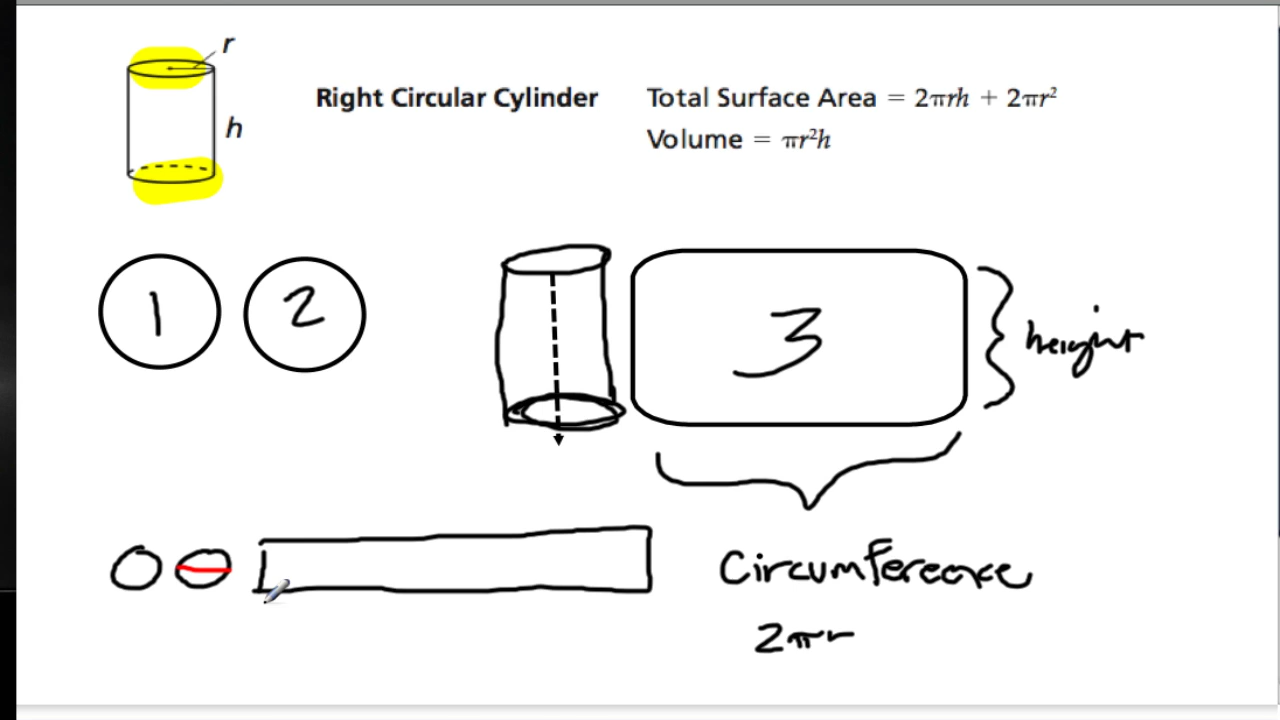 r
h
Right Circular Cylinder
Total Surface Area = 2πrh + 2πr²
Volume = πr²h
1
2
3
height
Circumference
2πr